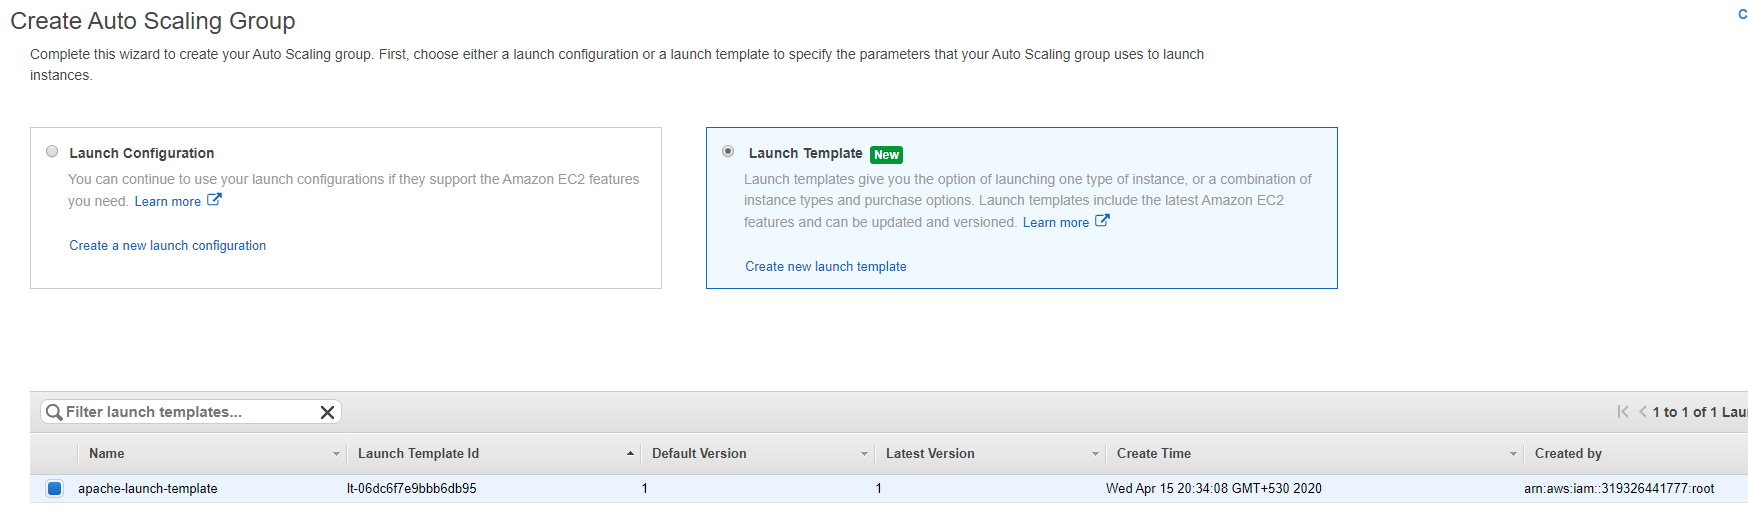 Create Auto Scaling Group
C
Complete this wizard to create your Auto Scaling group. First, choose either a launch configuration or a launch template to specify the parameters that your Auto Scaling group uses to launch
instances.
Launch Configuration
You can continue to use your launch configurations if they support the Amazon EC2 features
you need. Learn more
Create a new launch configuration
Launch Template New
Launch templates give you the option of launching one type of instance, or a combination of
instance types and purchase options. Launch templates include the latest Amazon EC2
features and can be updated and versioned. Learn more
Create new launch template
Filter launch templates...
1 to 1 of 1 Lau
Name Launch Template Id Default Version Latest Version Create Time Created by
apache-launch-template lt-06dc6f7e9bbb6db95 1 1 Wed Apr 15 20:34:08 GMT+530 2020 arn:aws:iam::319326441777:root